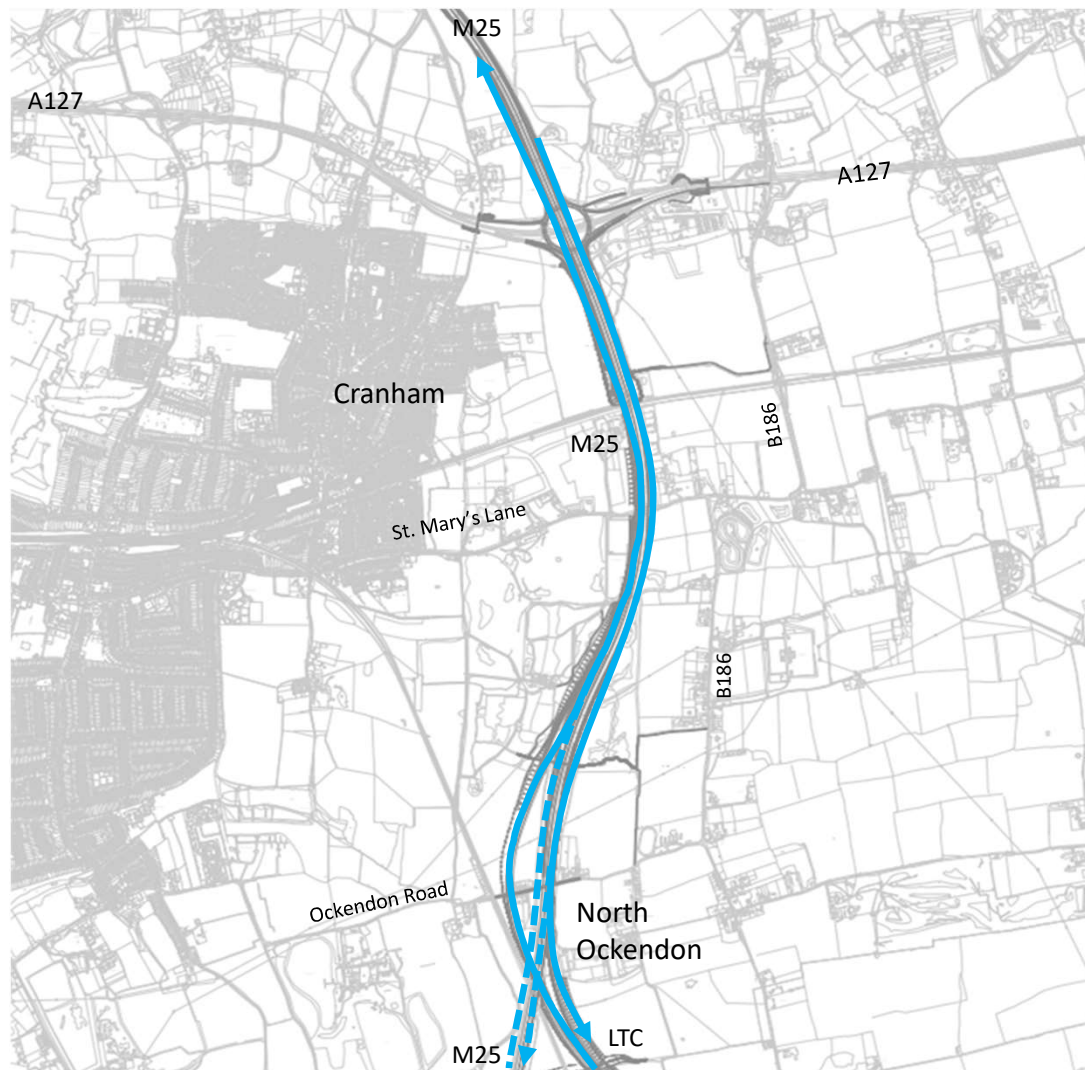 M25
A127
A127
Cranham
B186
M25
St. Mary's Lane
B186
Ockendon Road
North
Ockendon
LTC
M25